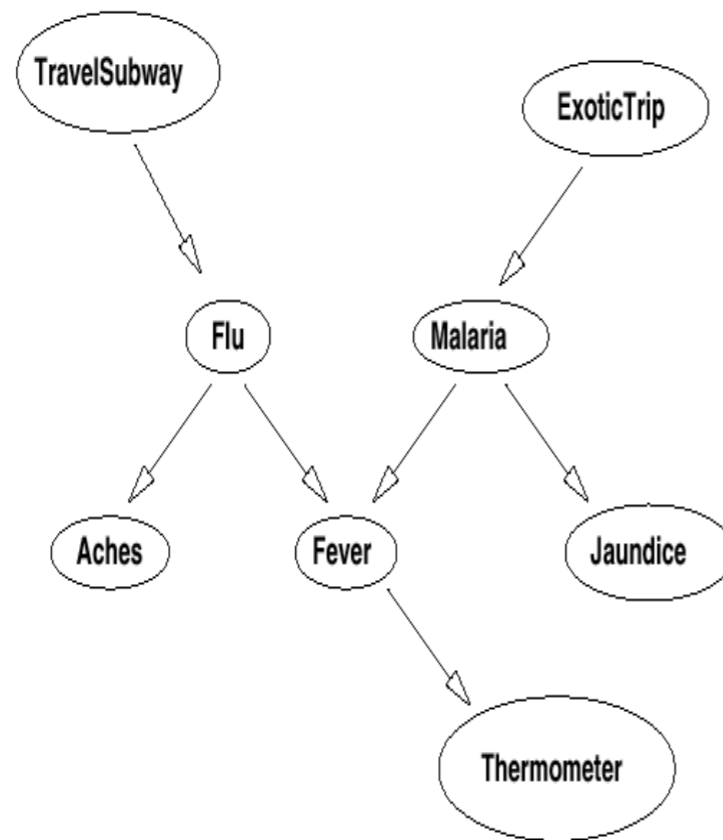 TravelSubway
ExoticTrip
Flu
Malaria
Aches
Fever
Jaundice
Thermometer